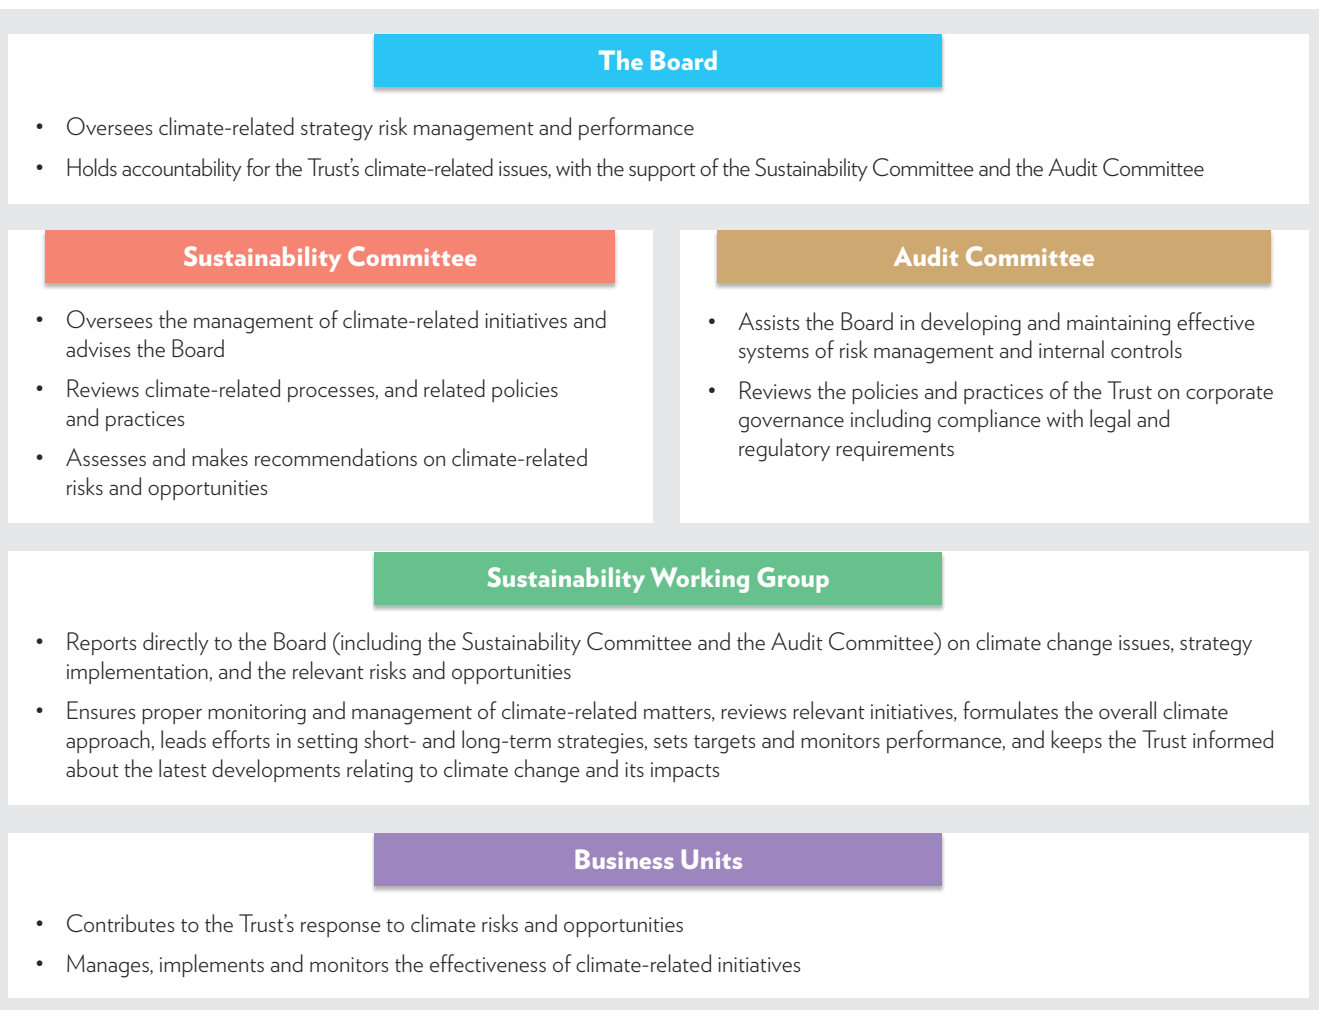 The Board
• Oversees climate-related strategy risk management and performance
• Holds accountability for the Trust’s climate-related issues, with the support of the Sustainability Committee and the Audit Committee
Sustainability Committee
• Oversees the management of climate-related initiatives and
advises the Board
• Reviews climate-related processes, and related policies
and practices
• Assesses and makes recommendations on climate-related
risks and opportunities
Audit Committee
• Assists the Board in developing and maintaining effective
systems of risk management and internal controls
• Reviews the policies and practices of the Trust on corporate
governance including compliance with legal and
regulatory requirements
Sustainability Working Group
• Reports directly to the Board (including the Sustainability Committee and the Audit Committee) on climate change issues, strategy
implementation, and the relevant risks and opportunities
• Ensures proper monitoring and management of climate-related matters, reviews relevant initiatives, formulates the overall climate
approach, leads efforts in setting short- and long-term strategies, sets targets and monitors performance, and keeps the Trust informed
about the latest developments relating to climate change and its impacts
Business Units
• Contributes to the Trust’s response to climate risks and opportunities
• Manages, implements and monitors the effectiveness of climate-related initiatives